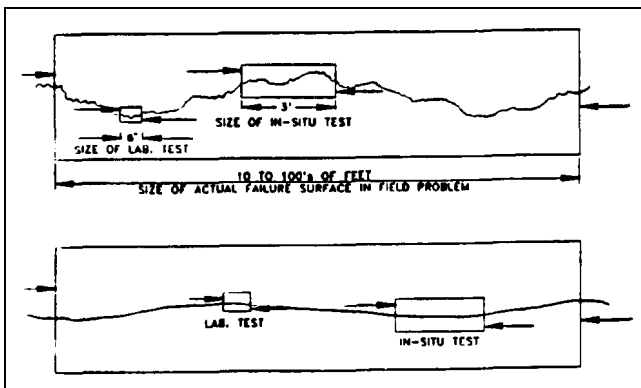 3'
SIZE OF IN-SITU TEST
6"
SIZE OF LAB. TEST
10 TO 100's OF FEET
SIZE OF ACTUAL FAILURE SURFACE IN FIELD PROBLEM
LAB. TEST
IN-SITU TEST